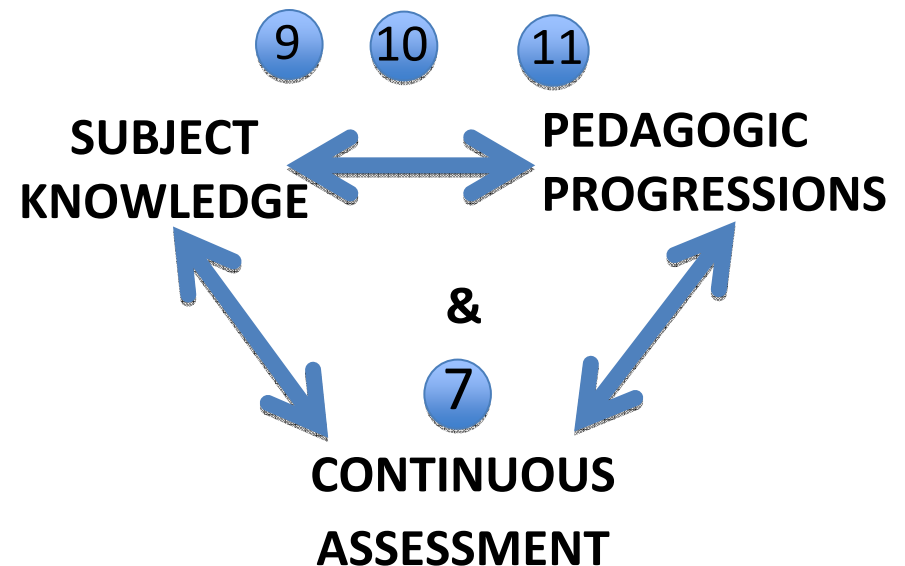 9 10 11
SUBJECT
KNOWLEDGE
PEDAGOGIC
PROGRESSIONS
&
7
CONTINUOUS
ASSESSMENT